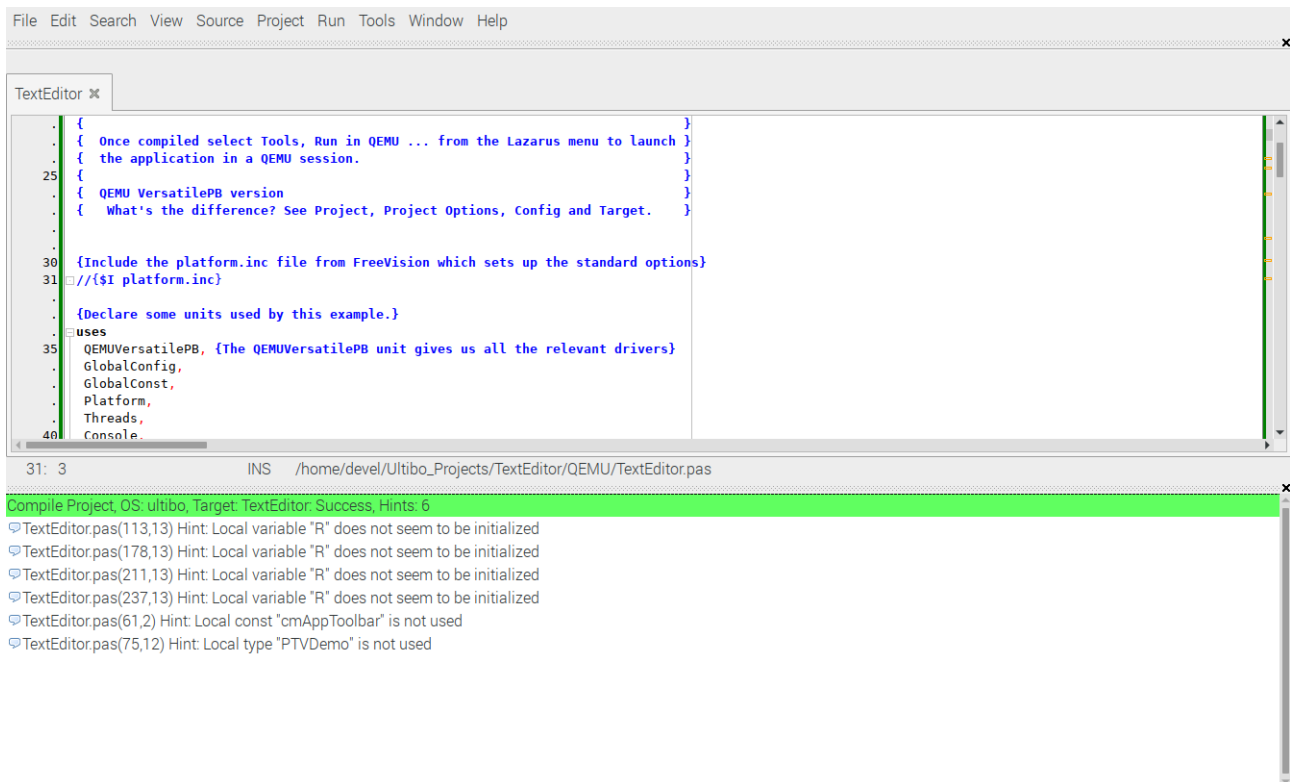 File Edit Search View Source Project Run Tools Window Help
TextEditor
. { }
. { Once compiled select Tools, Run in QEMU ... from the Lazarus menu to launch }
. { the application in a QEMU session. }
25 { }
. { QEMU VersatilePB version }
. { What's the difference? See Project, Project Options, Config and Target. }
.
.
30 {Include the platform.inc file from FreeVision which sets up the standard options}
31 //{$I platform.inc}
.
. {Declare some units used by this example.}
. uses
35 QEMUVersatilePB, {The QEMUVersatilePB unit gives us all the relevant drivers}
. GlobalConfig,
. GlobalConst,
. Platform,
. Threads,
40 Console,
31: 3 INS /home/devel/Ultibo_Projects/TextEditor/QEMU/TextEditor.pas
Compile Project, OS: ultibo, Target: TextEditor: Success, Hints: 6
TextEditor.pas(113,13) Hint: Local variable "R" does not seem to be initialized
TextEditor.pas(178,13) Hint: Local variable "R" does not seem to be initialized
TextEditor.pas(211,13) Hint: Local variable "R" does not seem to be initialized
TextEditor.pas(237,13) Hint: Local variable "R" does not seem to be initialized
TextEditor.pas(61,2) Hint: Local const "cmAppToolbar" is not used
TextEditor.pas(75,12) Hint: Local type "PTVDemo" is not used